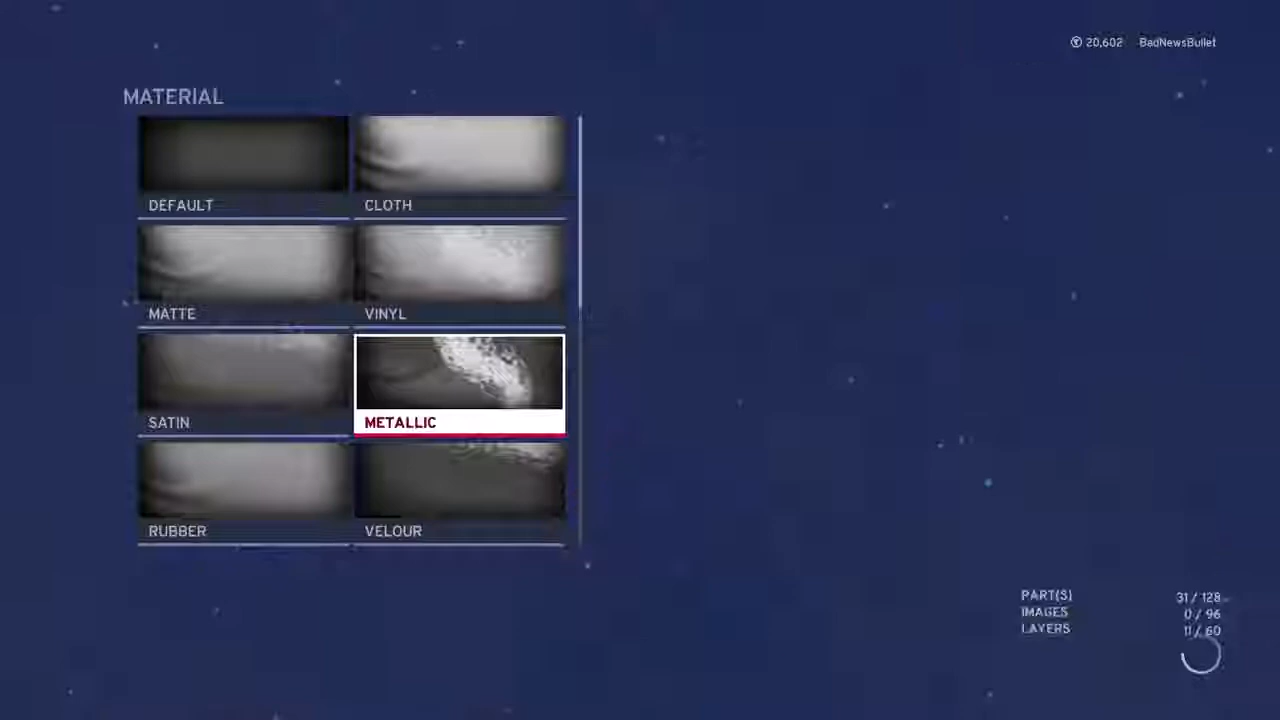 20,602 BadNewsBullet
MATERIAL
DEFAULT CLOTH
MATTE VINYL
SATIN METALLIC
RUBBER VELOUR
PART(S) 31 / 128
IMAGES 0 / 96
LAYERS 11 / 60